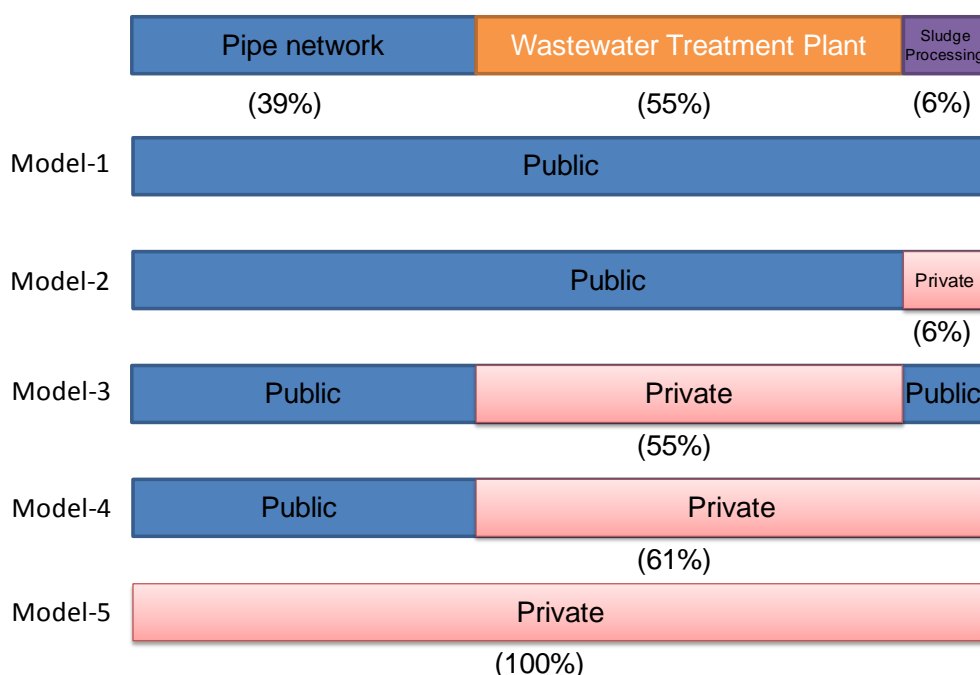 Pipe network
Wastewater Treatment Plant
Sludge
Processing
(39%)
(55%)
(6%)
Model-1
Public
Model-2
Public
Private
(6%)
Model-3
Public
Private
Public
(55%)
Model-4
Public
Private
(61%)
Model-5
Private
(100%)